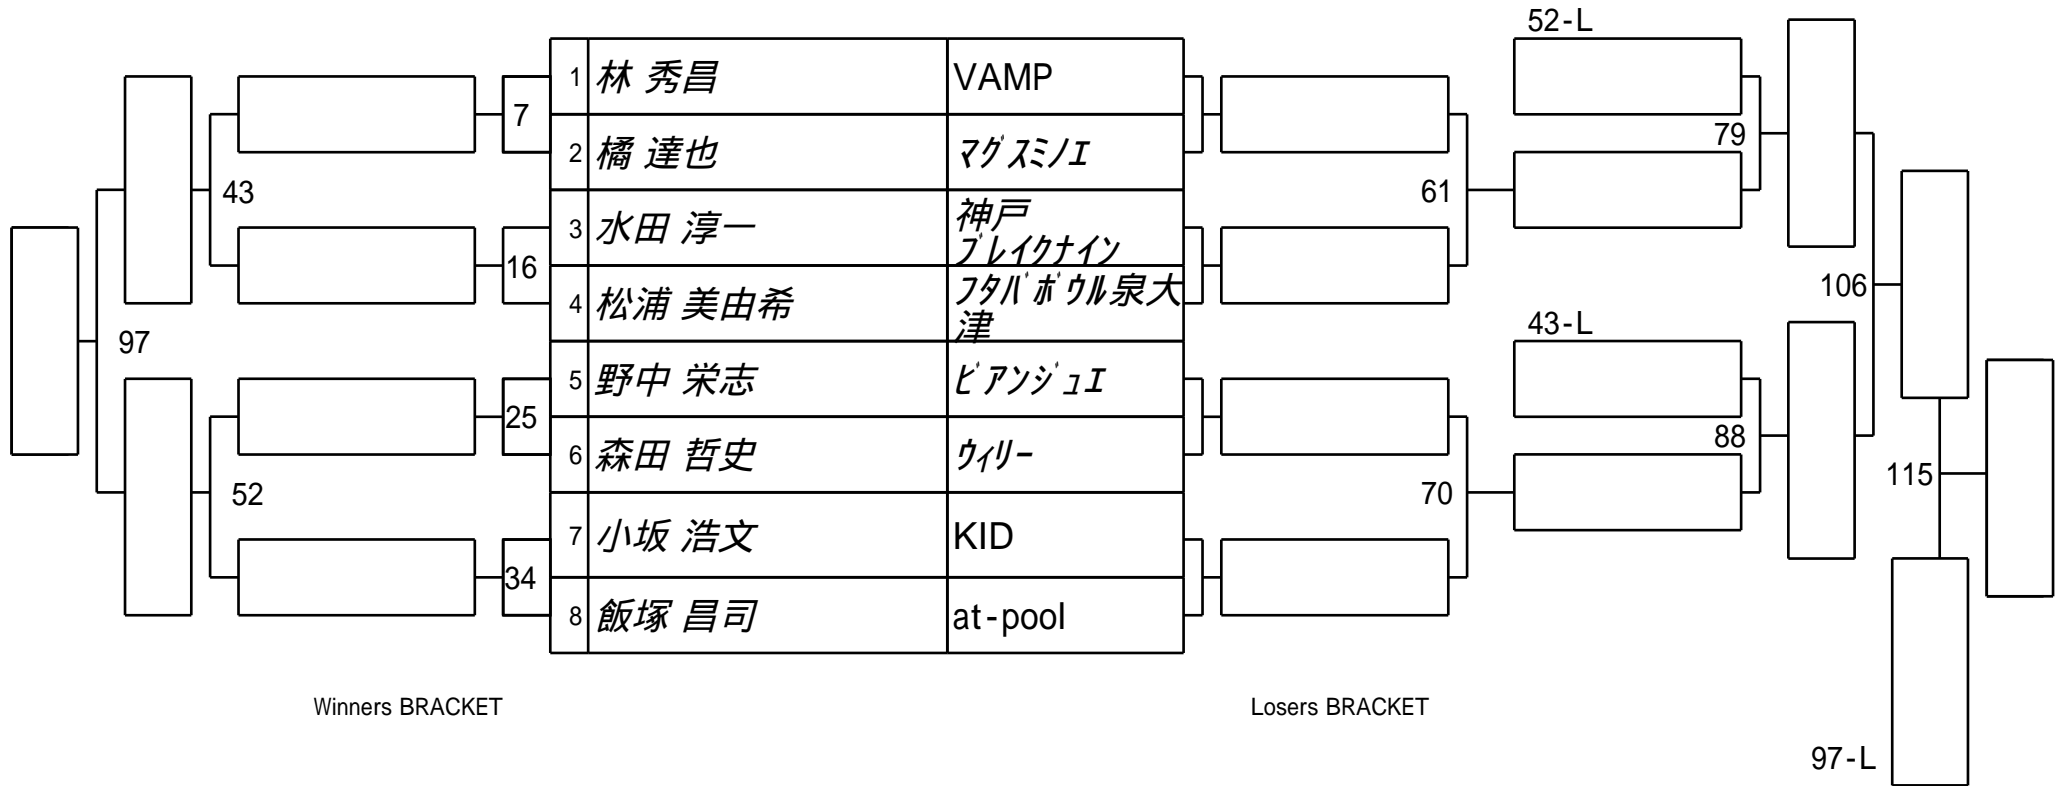 52-L
1 林 秀昌 VAMP
7
2 橘 達也 ﾏｸﾞｽﾐﾉｴ
79
43
61
3 水田 淳一 神戸
ﾌﾞﾚｲｸﾅｲﾝ
16
4 松浦 美由希 ﾌﾀﾊﾞﾎﾞｳﾙ泉大
津
106
97
43-L
5 野中 栄志 ﾋﾞｱﾝｼﾞｭｴ
25
6 森田 哲史 ｳｨﾘｰ
88
115
52
70
7 小坂 浩文 KID
34
8 飯塚 昌司 at-pool
Winners BRACKET
Losers BRACKET
97-L